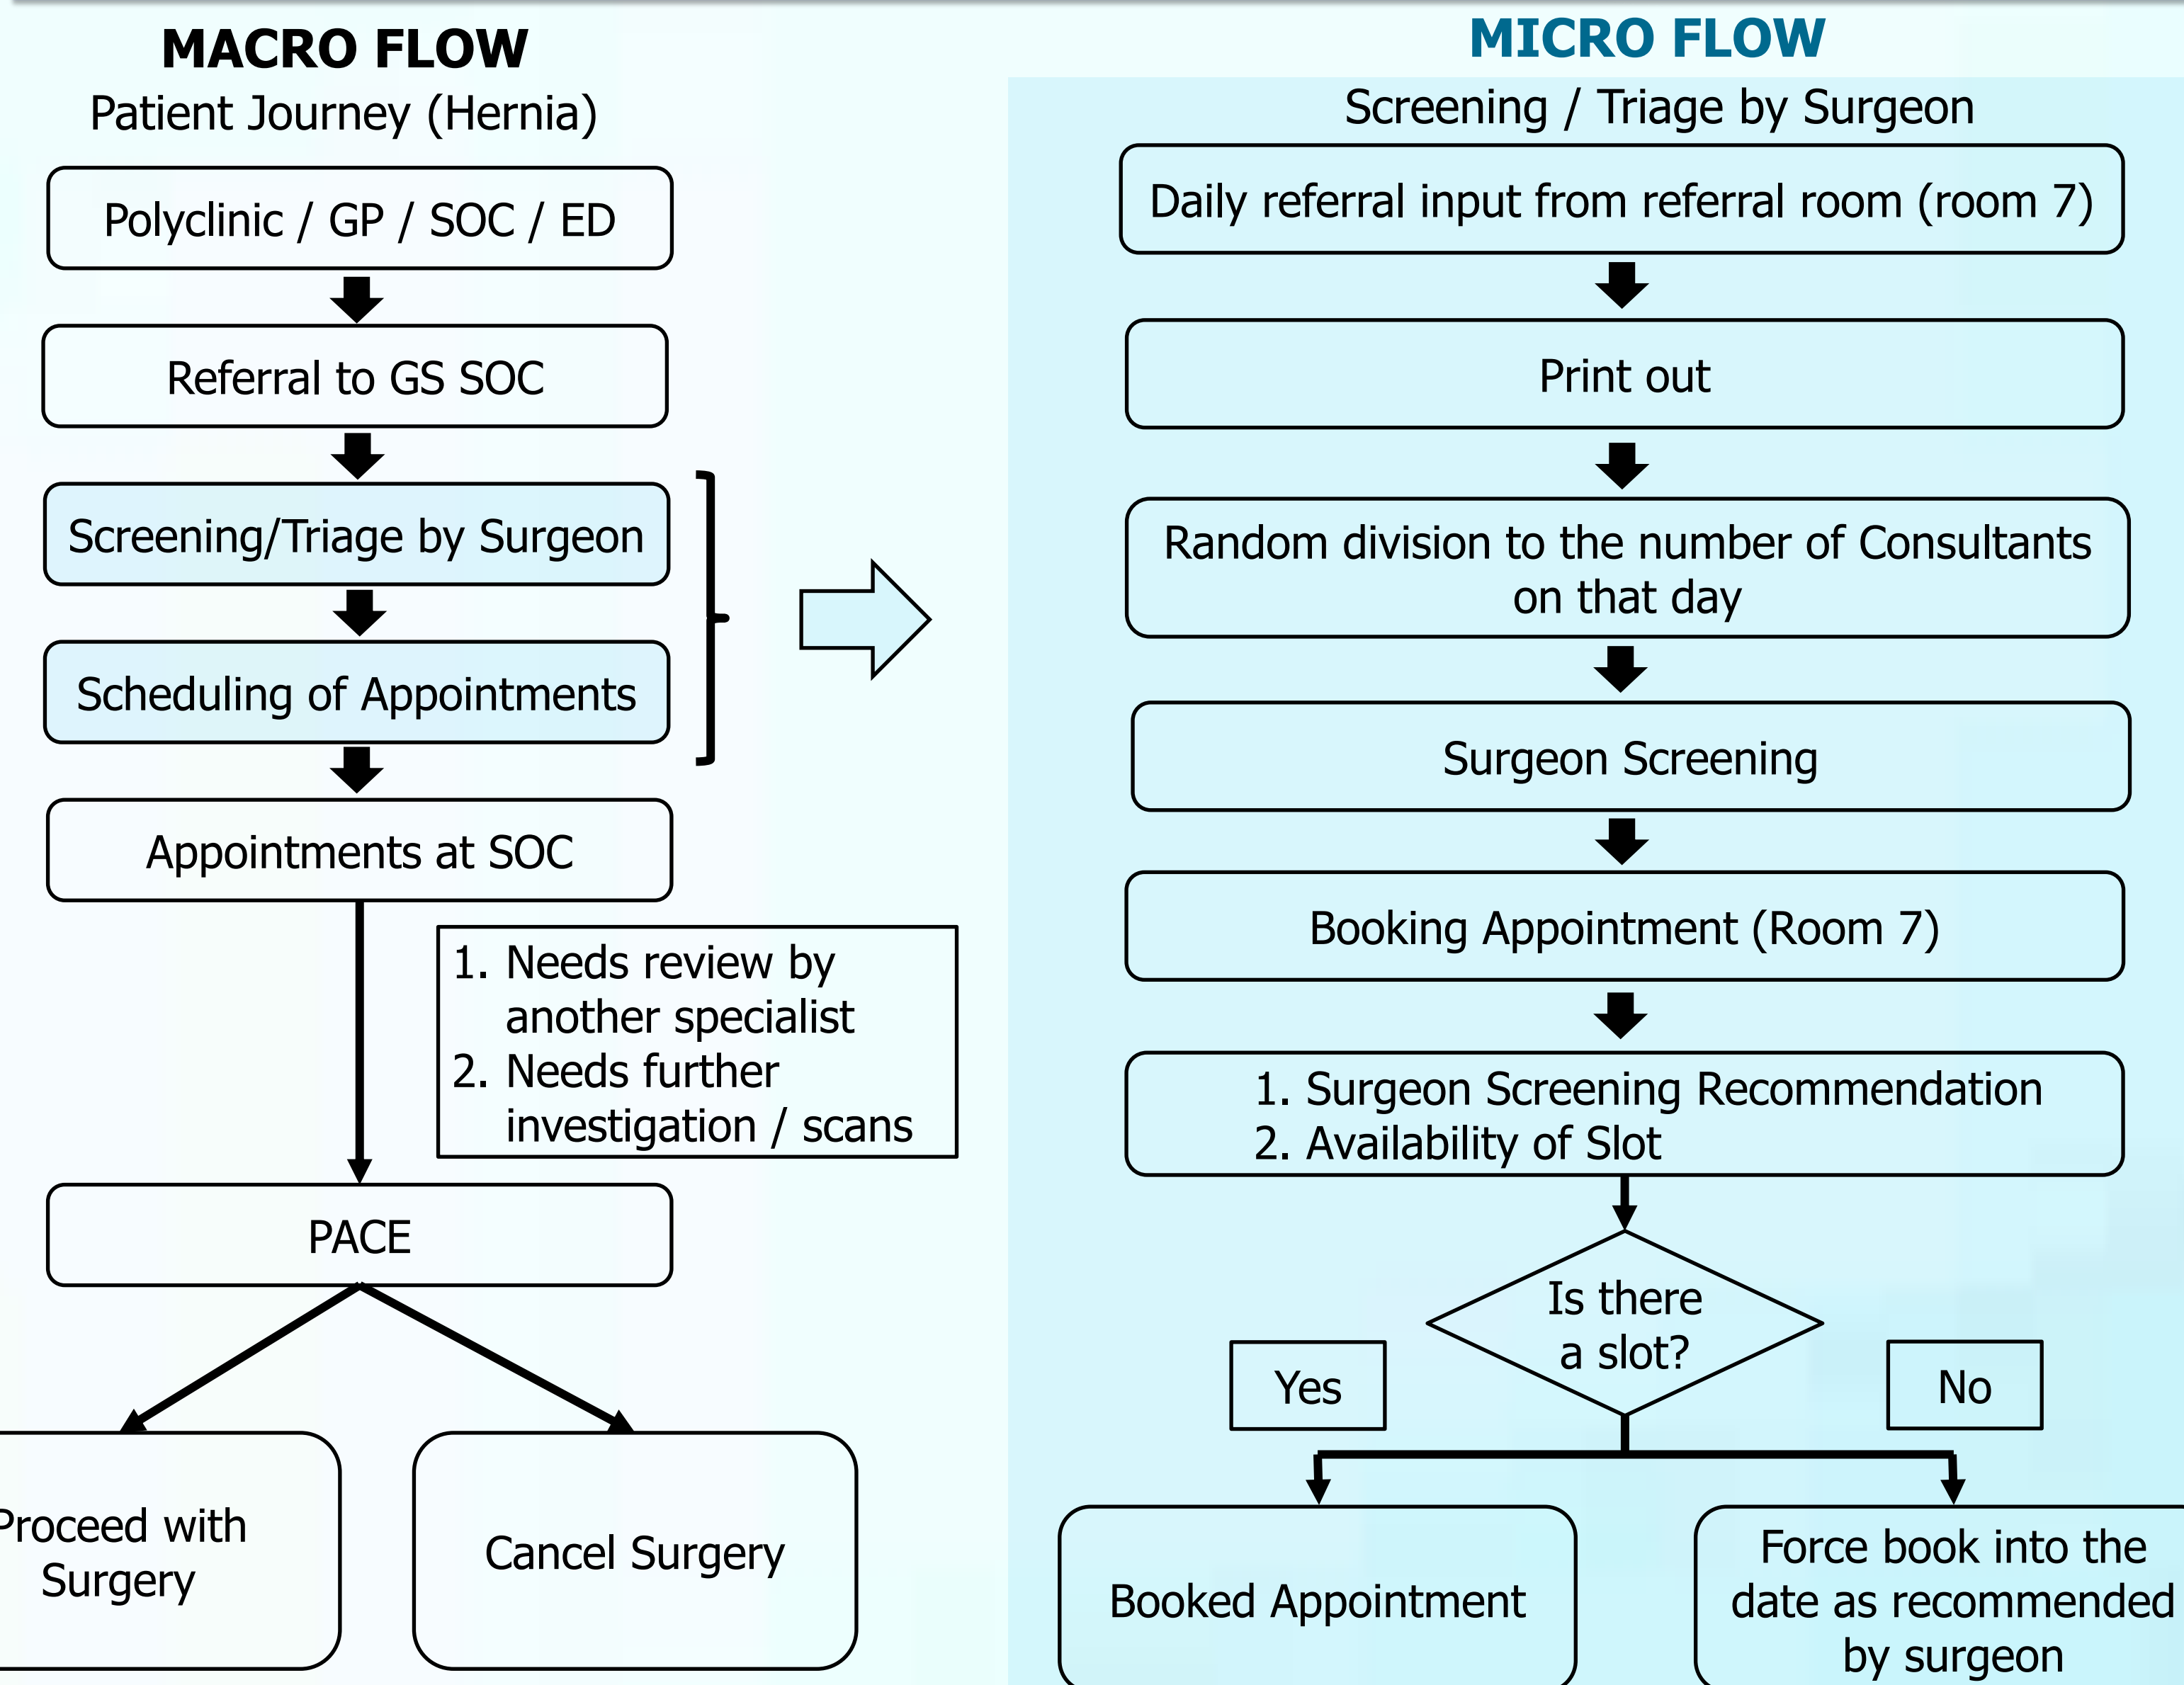 MACRO FLOW
Patient Journey (Hernia)
Polyclinic / GP / SOC / ED
Referral to GS SOC
Screening/Triage by Surgeon
Scheduling of Appointments
Appointments at SOC
1. Needs review by
another specialist
2. Needs further
investigation / scans
PACE
Proceed with
Surgery
Cancel Surgery
MICRO FLOW
Screening / Triage by Surgeon
Daily referral input from referral room (room 7)
Print out
Random division to the number of Consultants
on that day
Surgeon Screening
Booking Appointment (Room 7)
1. Surgeon Screening Recommendation
2. Availability of Slot
Is there
a slot?
Yes
No
Booked Appointment
Force book into the
date as recommended
by surgeon